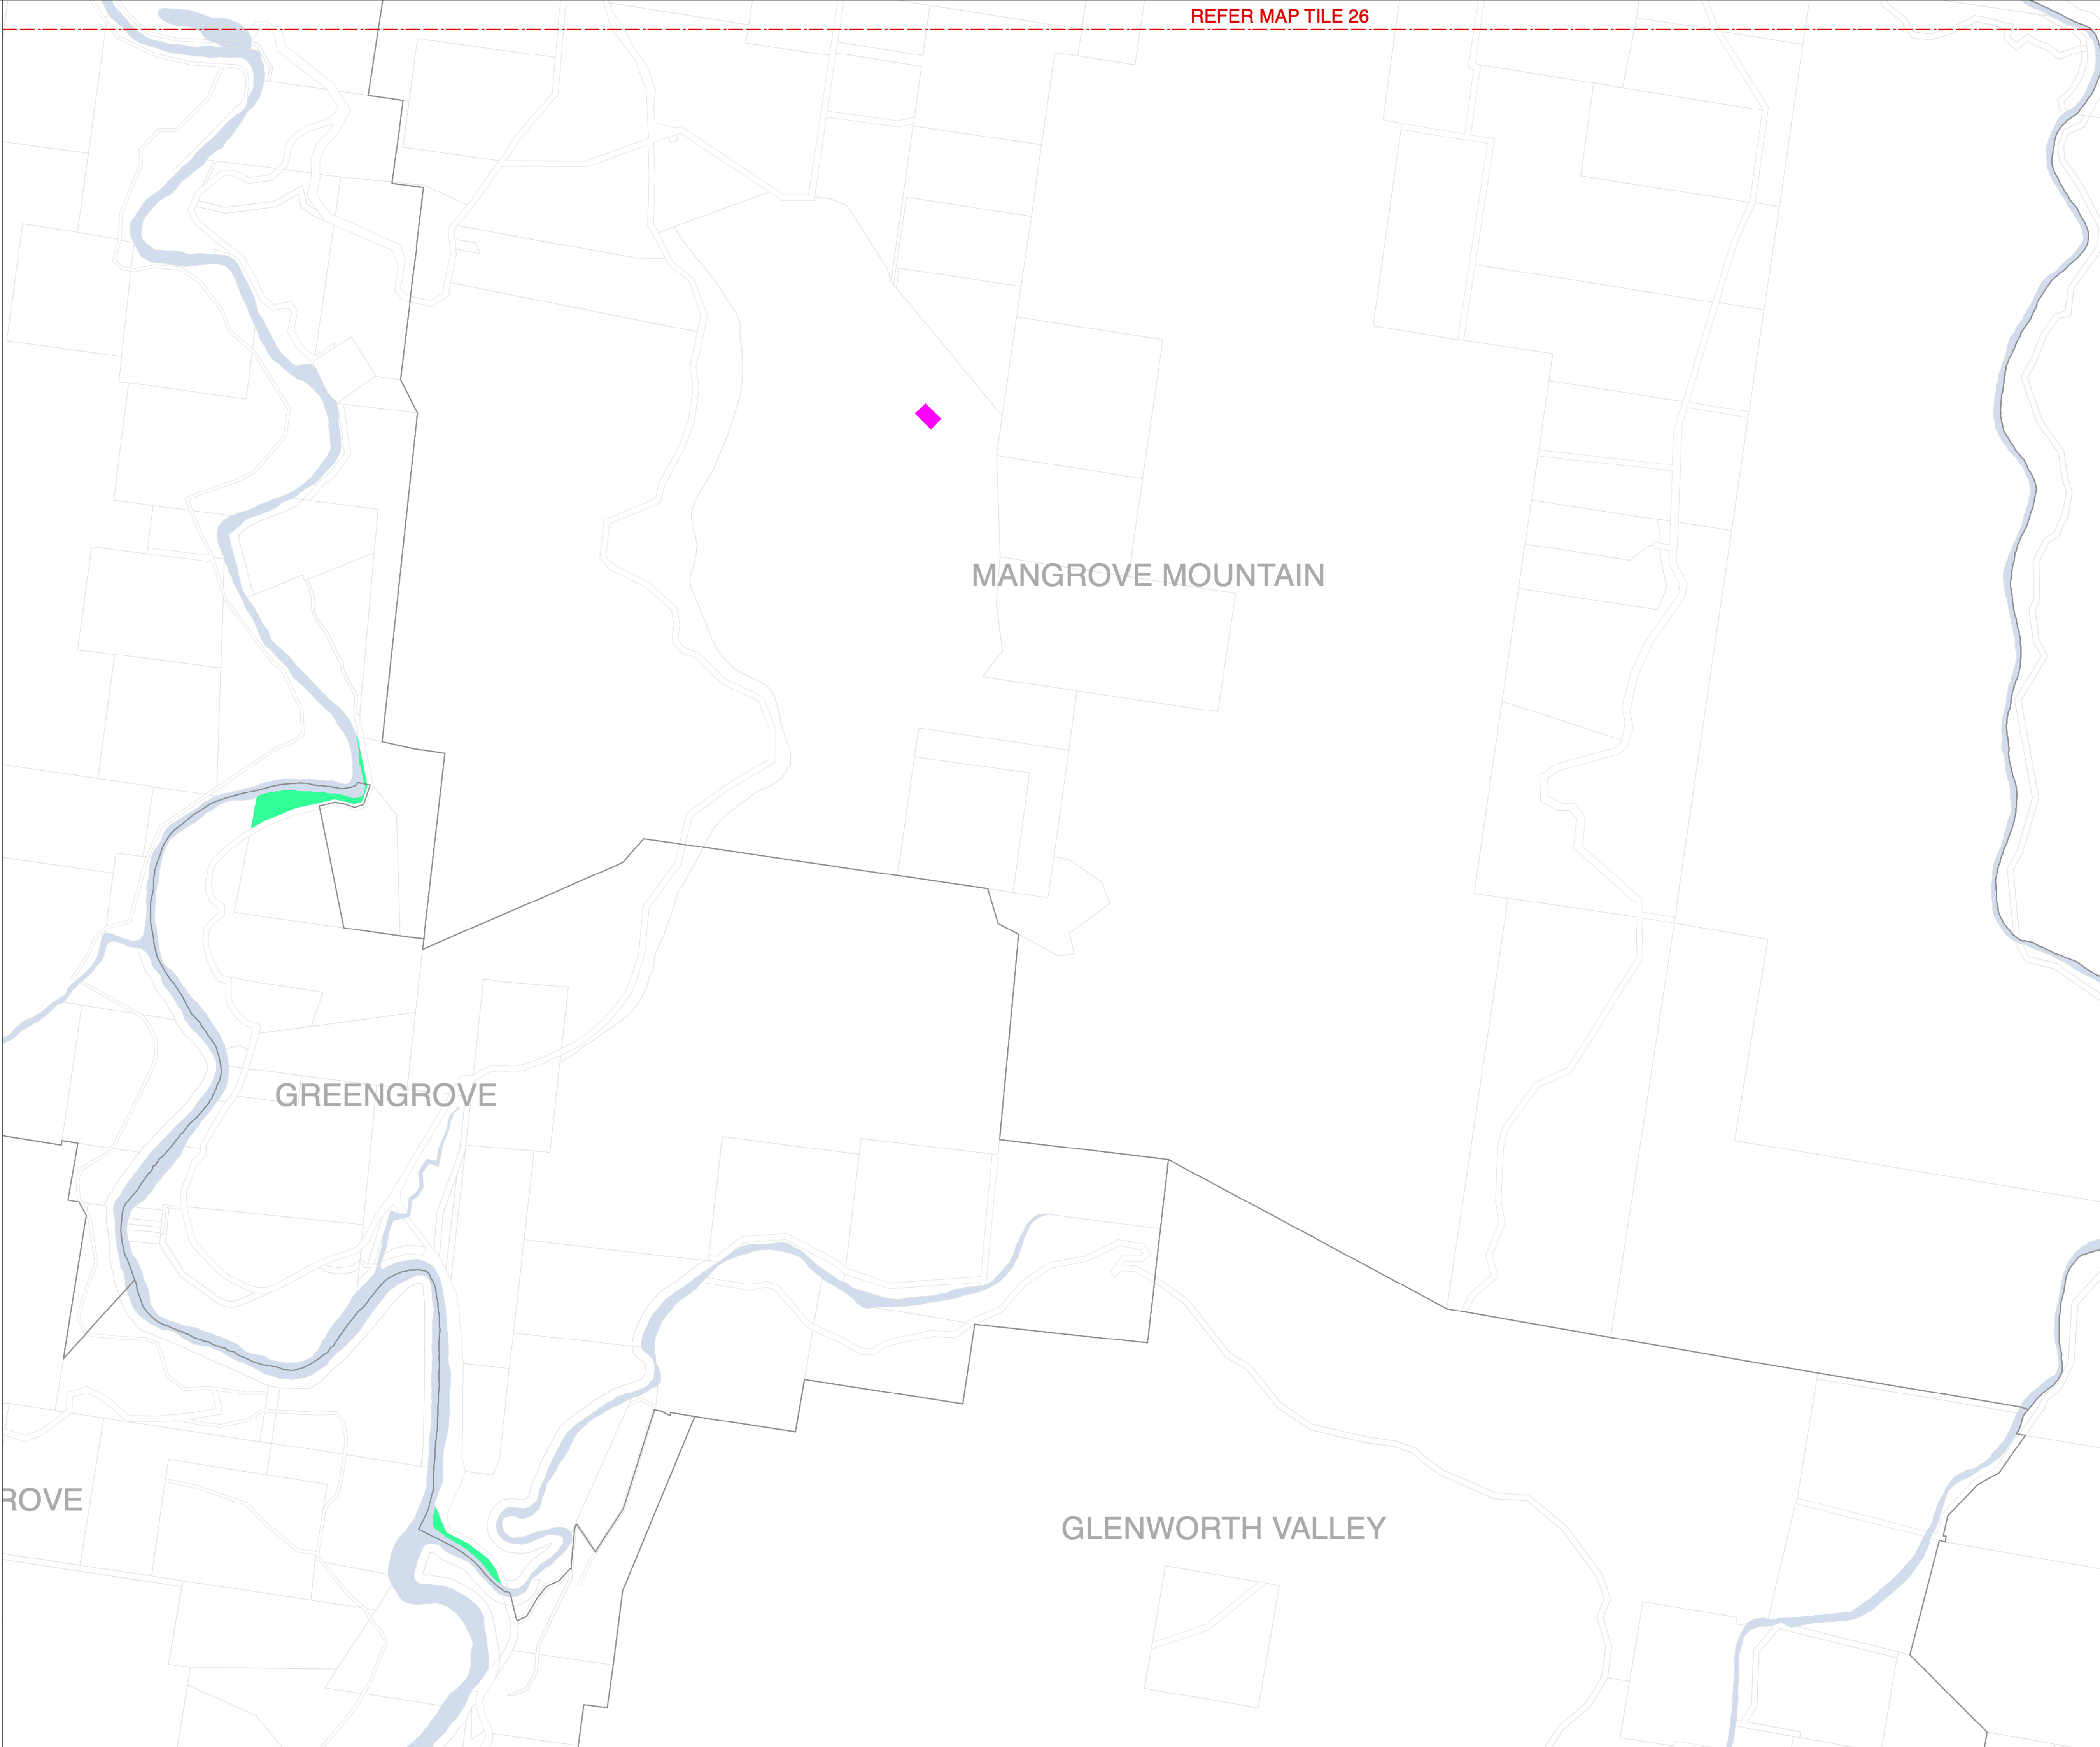 REFER MAP TILE 26
MANGROVE MOUNTAIN
GREENGROVE
ROVE
GLENWORTH VALLEY